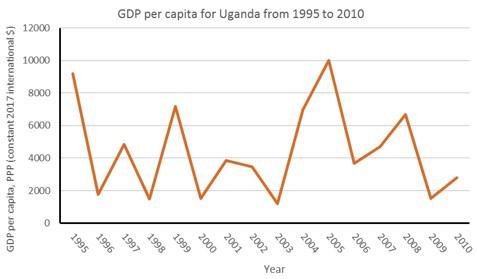 GDP per capita for Uganda from 1995 to 2010
GDP per capita, PPP (constant 2017 international $)
12000
10000
8000
6000
4000
2000
0
1995 1996 1997 1998 1999 2000 2001 2002 2003 2004 2005 2006 2007 2008 2009 2010
Year